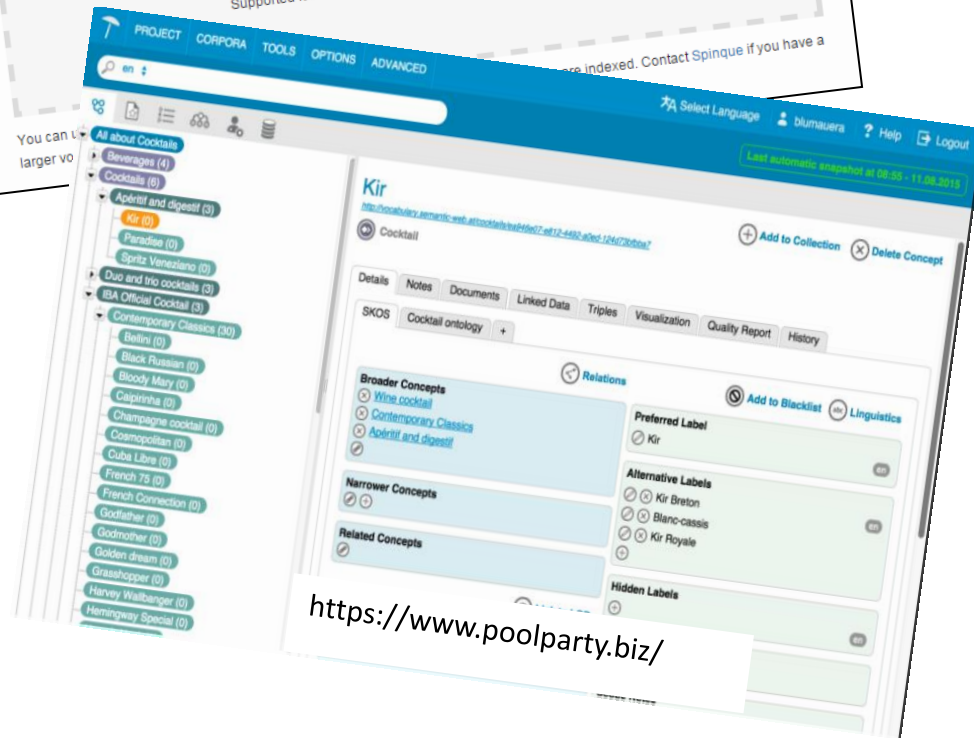 Supported
are indexed. Contact Spinque if you have a
You can u
larger vo
PROJECT CORPORA TOOLS OPTIONS ADVANCED
en
Select Language blumauera ? Help Logout
Last automatic snapshot at 08:55 - 11.08.2015
All about Cocktails
Beverages (4)
Cocktails (6)
Apéritif and digestif (3)
Kir (0)
Paradise (0)
Spritz Veneziano (0)
Duo and trio cocktails (3)
IBA Official Cocktail (3)
Contemporary Classics (30)
Bellini (0)
Black Russian (0)
Bloody Mary (0)
Caipirinha (0)
Champagne cocktail (0)
Cosmopolitan (0)
Cuba Libre (0)
French 75 (0)
French Connection (0)
Godfather (0)
Godmother (0)
Golden dream (0)
Grasshopper (0)
Harvey Wallbanger (0)
Hemingway Special (0)
Kir
Cocktail
Add to Collection Delete Concept
Details Notes Documents Linked Data Triples Visualization Quality Report History
SKOS Cocktail ontology +
Relations
Add to Blacklist Linguistics
Broader Concepts
Wine cocktail
Contemporary Classics
Apéritif and digestif
Narrower Concepts
Related Concepts
Preferred Label
Kir
en
Alternative Labels
Kir Breton
Blanc-cassis
Kir Royale
en
Hidden Labels
en
https://www.poolparty.biz/